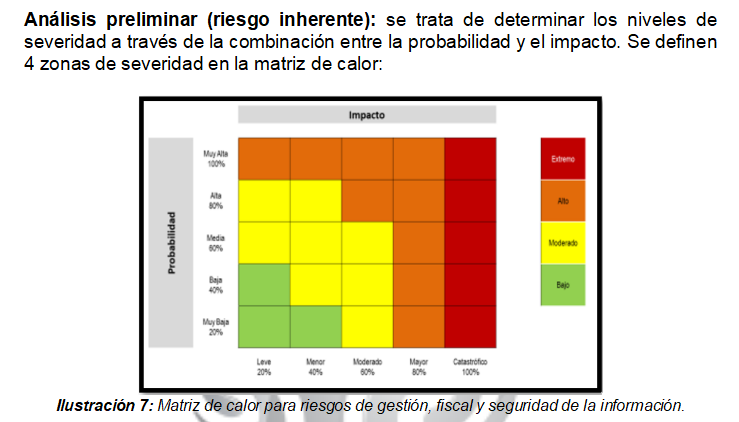 Análisis preliminar (riesgo inherente): se trata de determinar los niveles de
severidad a través de la combinación entre la probabilidad y el impacto. Se definen
4 zonas de severidad en la matriz de calor:
Impacto
Probabilidad
Muy Alta
100%
Alta
80%
Media
60%
Baja
40%
Muy Baja
20%
Leve
20%
Menor
40%
Moderado
60%
Mayor
80%
Catastrófico
100%
Extremo
Alto
Moderado
Bajo
Ilustración 7: Matriz de calor para riesgos de gestión, fiscal y seguridad de la información.